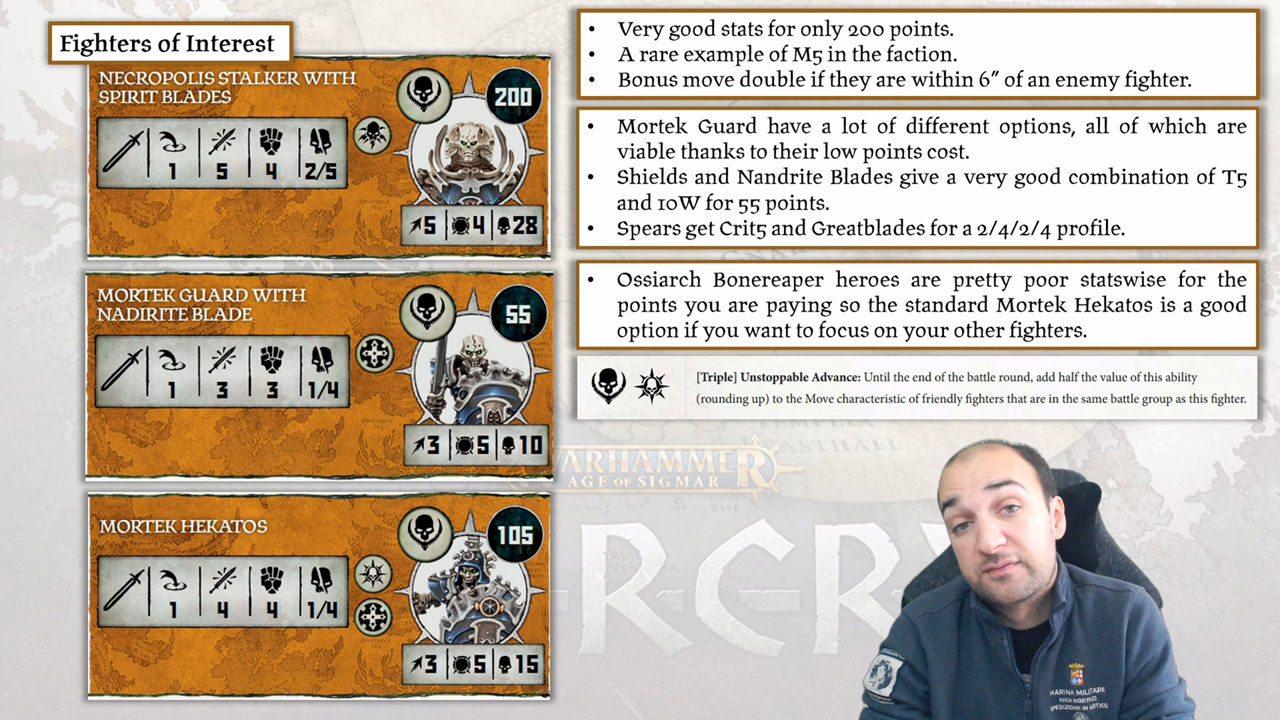 Fighters of Interest
NECROPOLIS STALKER WITH
SPIRIT BLADES
200
1 5 4 2/5
5 4 28
MORTEK GUARD WITH
NADIRITE BLADE
55
1 3 3 1/4
3 5 10
MORTEK HEKATOS
105
1 4 4 1/4
3 5 15
• Very good stats for only 200 points.
• A rare example of M5 in the faction.
• Bonus move double if they are within 6" of an enemy fighter.
• Mortek Guard have a lot of different options, all of which are
viable thanks to their low points cost.
• Shields and Nandrite Blades give a very good combination of T5
and 10W for 55 points.
• Spears get Crit5 and Greatblades for a 2/4/2/4 profile.
• Ossiarch Bonereaper heroes are pretty poor statswise for the
points you are paying so the standard Mortek Hekatos is a good
option if you want to focus on your other fighters.
[Triple] Unstoppable Advance: Until the end of the battle round, add half the value of this ability
(rounding up) to the Move characteristic of friendly fighters that are in the same battle group as this fighter.
WARHAMMER
AGE OF SIGMAR
RCRY
MARINA MILITARE
HIGH NORTH
SPEDIZIONE IN ARTICO